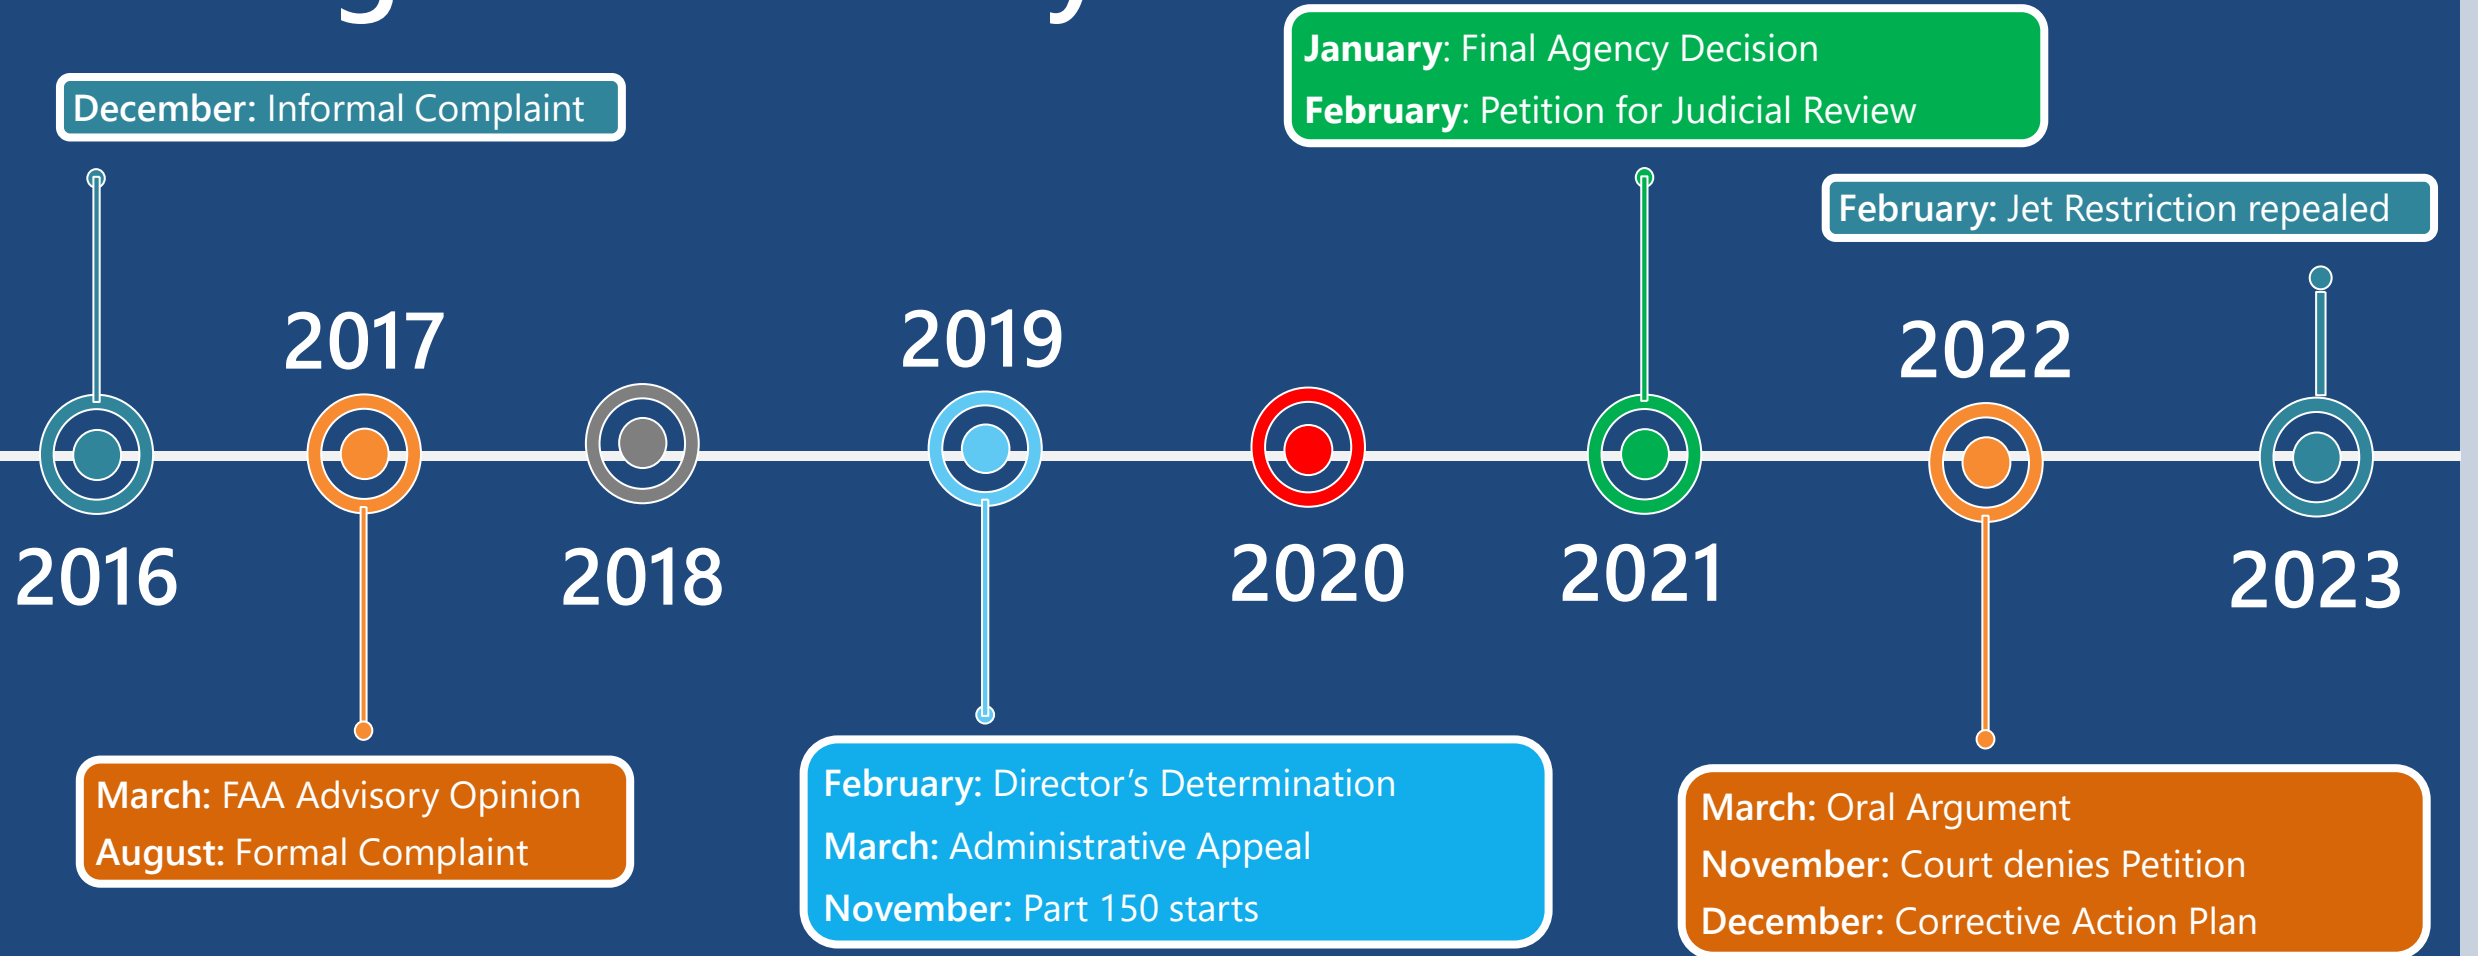 December: Informal Complaint
January: Final Agency Decision
February: Petition for Judicial Review
February: Jet Restriction repealed
2017
2019
2022
2016
2018
2020
2021
2023
March: FAA Advisory Opinion
August: Formal Complaint
February: Director’s Determination
March: Administrative Appeal
November: Part 150 starts
March: Oral Argument
November: Court denies Petition
December: Corrective Action Plan